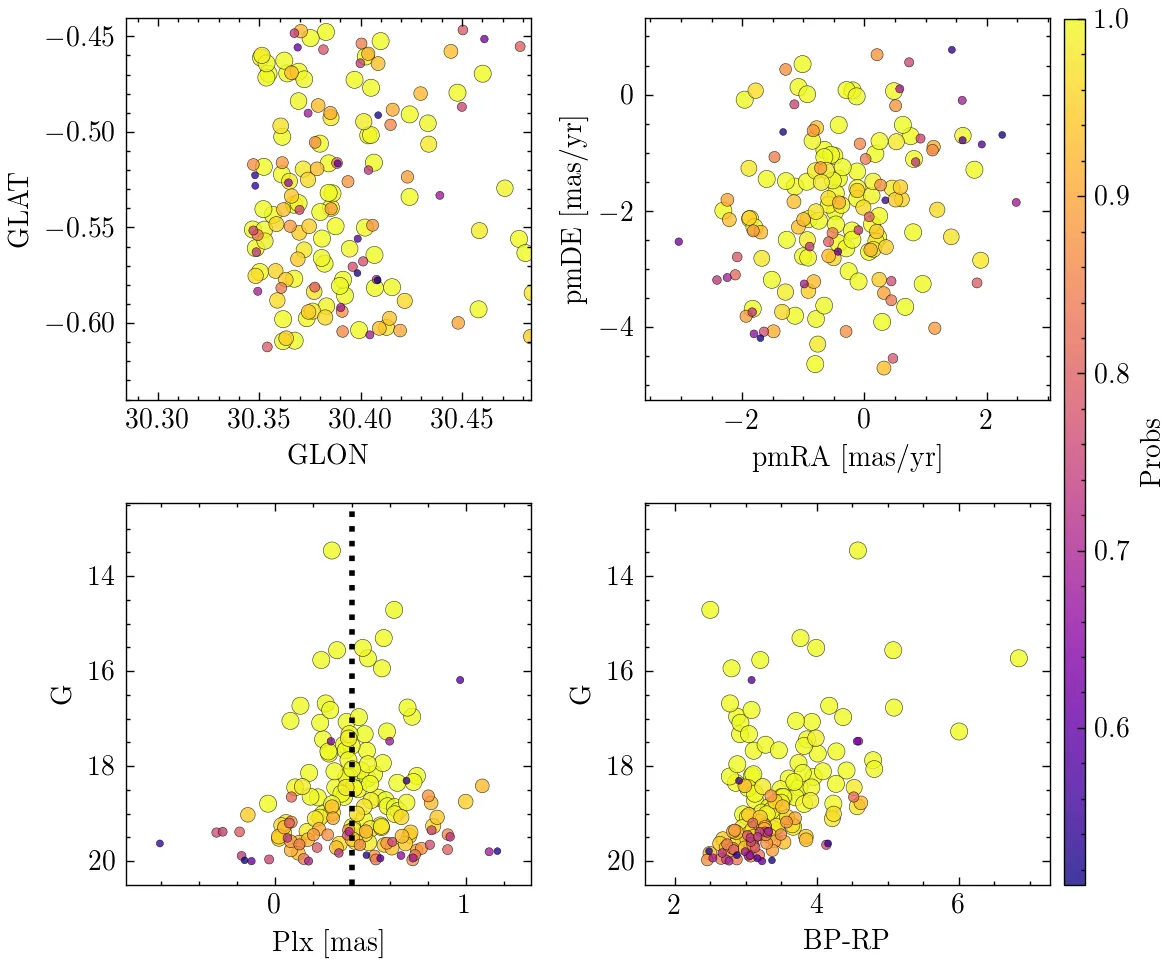 −0.45
−0.50
−0.55
−0.60
GLAT
30.30 30.35 30.40 30.45
GLON
0
−2
−4
pmDE [mas/yr]
−2 0 2
pmRA [mas/yr]
14
16
18
20
G
0 1
Plx [mas]
14
16
18
20
G
2 4 6
BP-RP
1.0
0.9
0.8
0.7
0.6
Probs